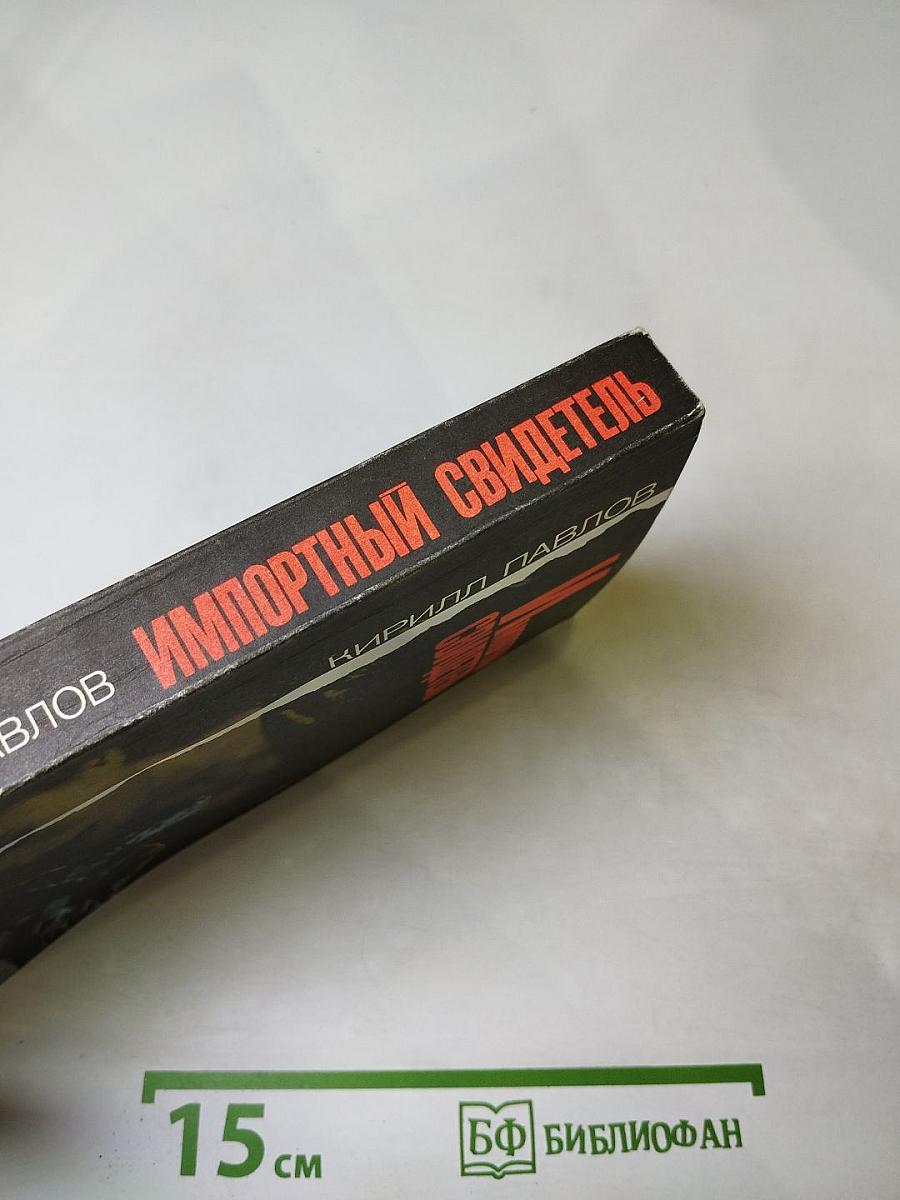 АВЛОВ ИМПОРТНЫЙ СВИДЕТЕЛЬ
КИРИЛЛ ПАВЛОВ
15 см
БФ БИБЛИОФАН